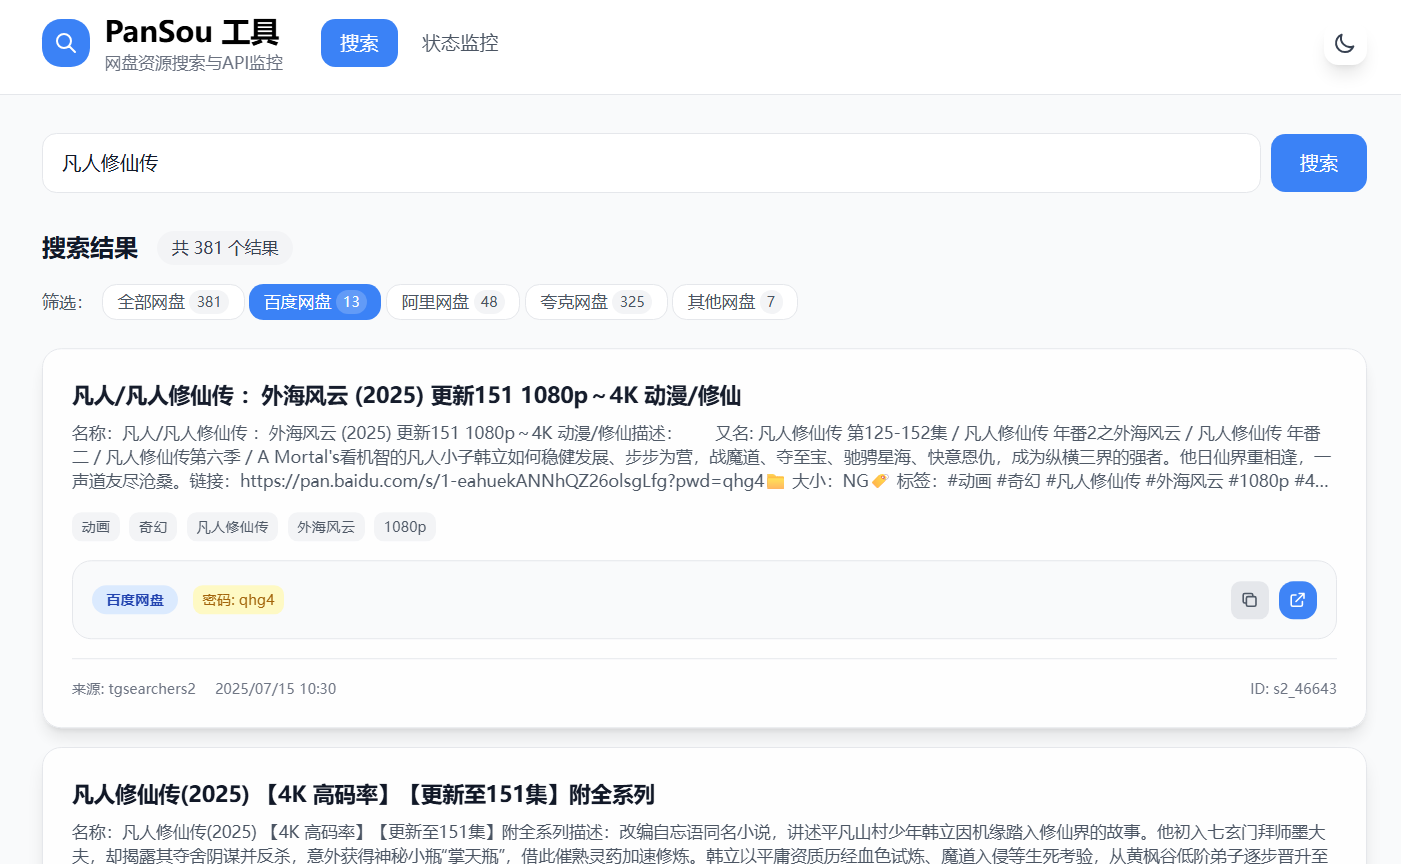 PanSou 工具
网盘资源搜索与API监控
搜索
状态监控
凡人修仙传
搜索
搜索结果
共 381 个结果
筛选:
全部网盘 381
百度网盘 13
阿里网盘 48
夸克网盘 325
其他网盘 7
凡人/凡人修仙传 : 外海风云 (2025) 更新151 1080p～4K 动漫/修仙
名称：凡人/凡人修仙传 : 外海风云 (2025) 更新151 1080p～4K 动漫/修仙描述： 又名: 凡人修仙传 第125-152集 / 凡人修仙传 年番2之外海风云 / 凡人修仙传 年番
二 / 凡人修仙传第六季 / A Mortal's看机智的凡人小子韩立如何稳健发展、步步为营，战魔道、夺至宝、驰骋星海、快意恩仇，成为纵横三界的强者。他日仙界重相逢，一
声道友尽沧桑。链接：https://pan.baidu.com/s/1-eahuekANNhQZ26olsgLfg?pwd=qhg4📁 大小：NG🏷 标签：#动画 #奇幻 #凡人修仙传 #外海风云 #1080p #4...
动画
奇幻
凡人修仙传
外海风云
1080p
百度网盘
密码: qhg4
来源: tgsearchers2
2025/07/15 10:30
ID: s2_46643
凡人修仙传(2025) 【4K 高码率】【更新至151集】附全系列
名称：凡人修仙传(2025) 【4K 高码率】【更新至151集】附全系列描述：改编自忘语同名小说，讲述平凡山村少年韩立因机缘踏入修仙界的故事。他初入七玄门拜师墨大
夫，却揭露其夺舍阴谋并反杀，意外获得神秘小瓶“掌天瓶”，借此催熟灵药加速修炼。韩立以平庸资质历经血色试炼、魔道入侵等生死考验，从黄枫谷低阶弟子逐步晋升至